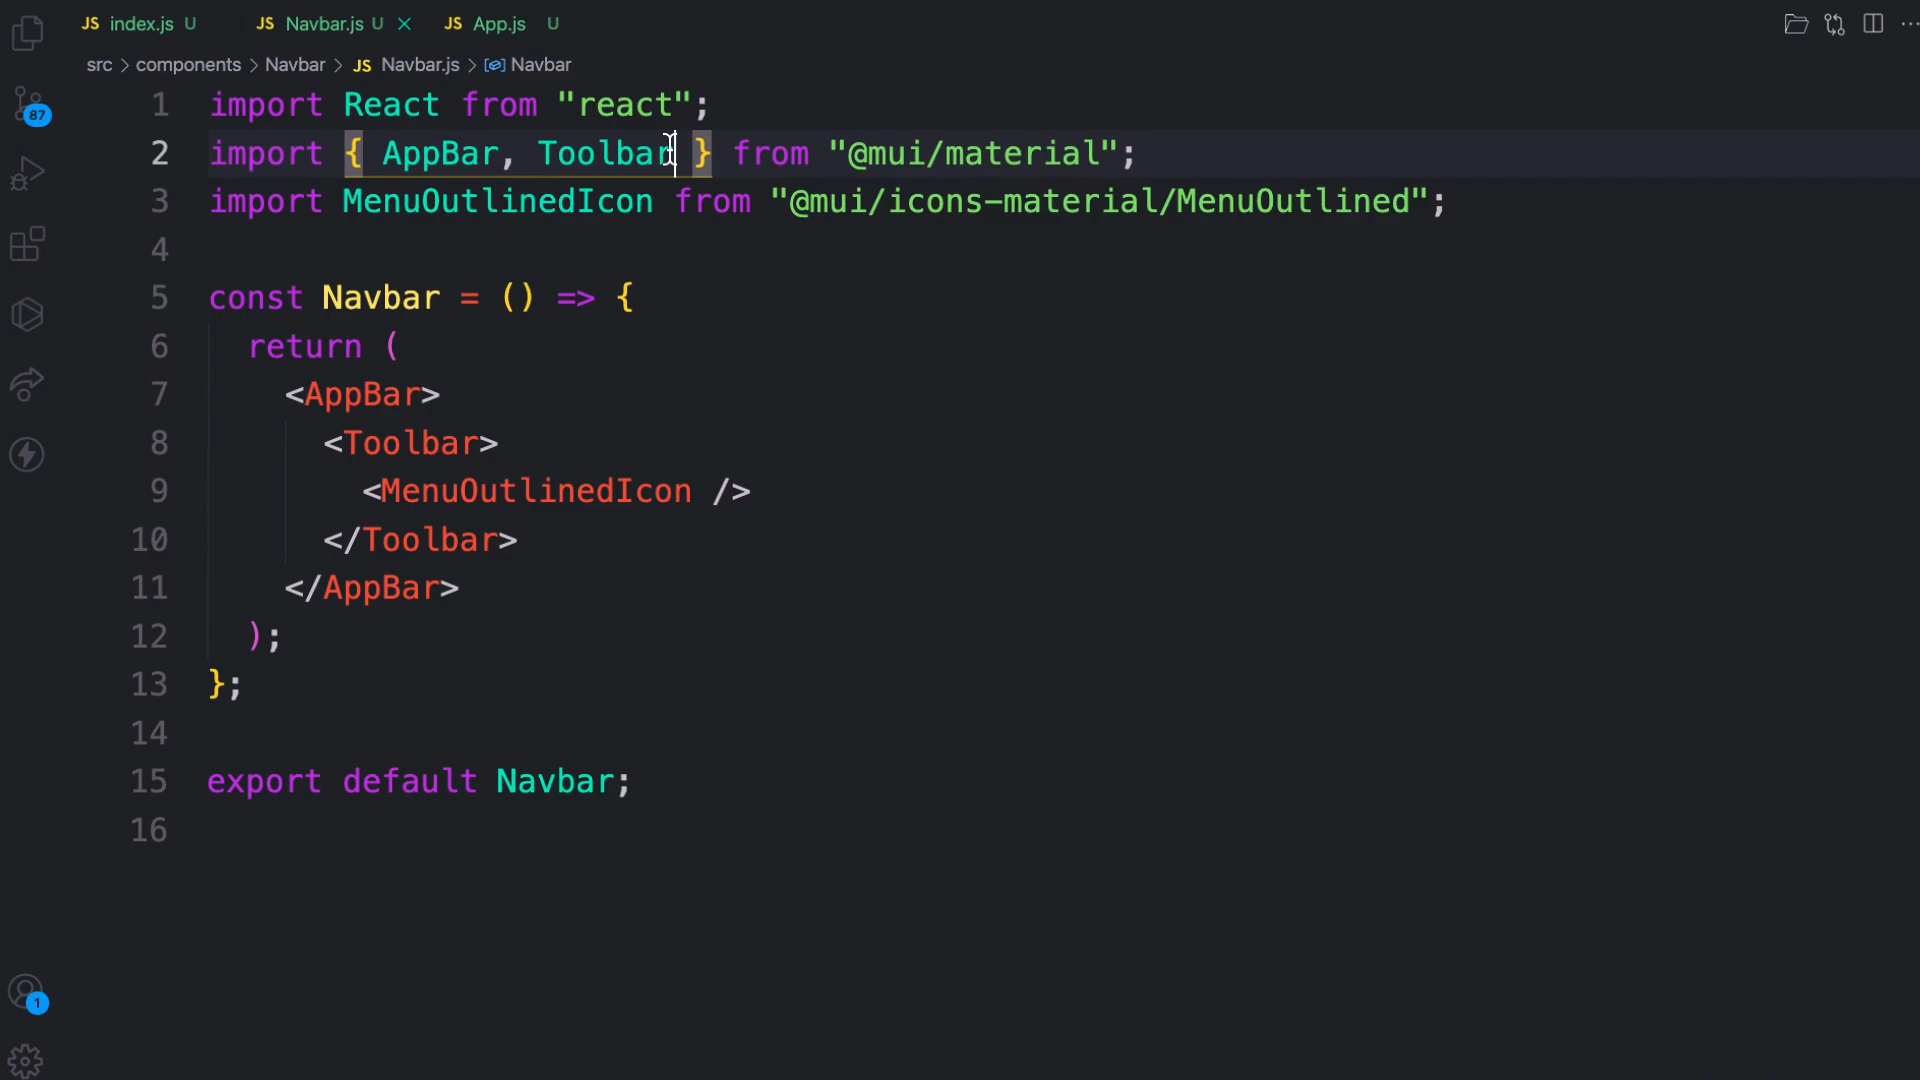 JS index.js U JS Navbar.js U JS App.js U
src > components > Navbar > JS Navbar.js > Navbar
87
1 import React from "react";
2 import { AppBar, Toolbar } from "@mui/material";
3 import MenuOutlinedIcon from "@mui/icons-material/MenuOutlined";
4
5 const Navbar = () => {
6 return (
7 <AppBar>
8 <Toolbar>
9 <MenuOutlinedIcon />
10 </Toolbar>
11 </AppBar>
12 );
13 };
14
15 export default Navbar;
16
1